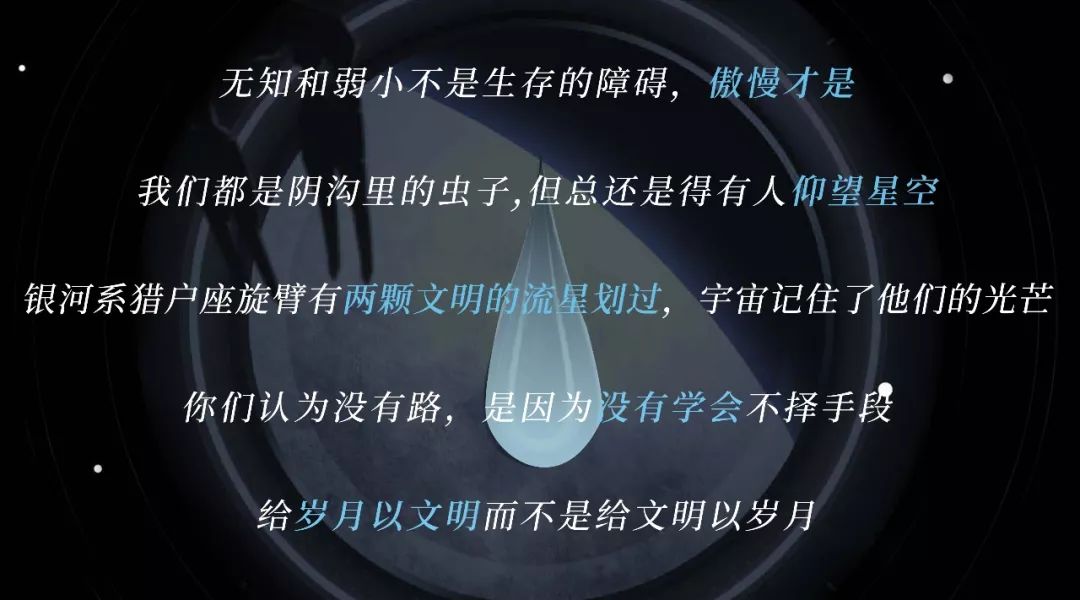 无知和弱小不是生存的障碍，傲慢才是
我们都是阴沟里的虫子,但总还是得有人仰望星空
银河系猎户座旋臂有两颗文明的流星划过，宇宙记住了他们的光芒
你们认为没有路，是因为没有学会不择手段
给岁月以文明而不是给文明以岁月